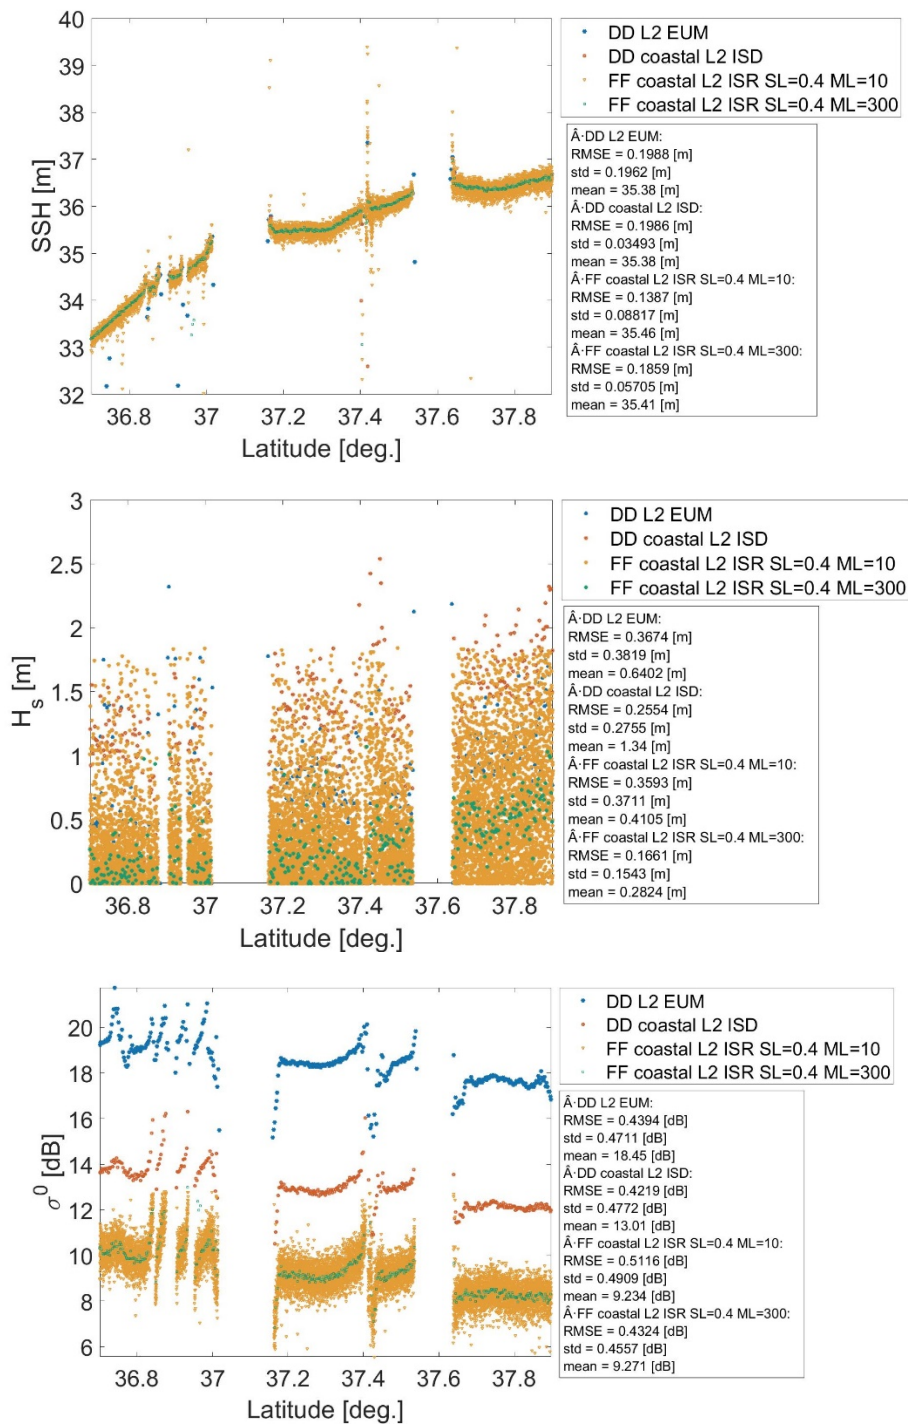 40
39
38
37
36
35
34
33
32
SSH [m]
36.8
37
37.2
37.4
37.6
37.8
Latitude [deg.]
DD L2 EUM
DD coastal L2 ISD
FF coastal L2 ISR SL=0.4 ML=10
FF coastal L2 ISR SL=0.4 ML=300
Â·DD L2 EUM:
RMSE = 0.1988 [m]
std = 0.1962 [m]
mean = 35.38 [m]
Â·DD coastal L2 ISD:
RMSE = 0.1986 [m]
std = 0.03493 [m]
mean = 35.38 [m]
Â·FF coastal L2 ISR SL=0.4 ML=10:
RMSE = 0.1387 [m]
std = 0.08817 [m]
mean = 35.46 [m]
Â·FF coastal L2 ISR SL=0.4 ML=300:
RMSE = 0.1859 [m]
std = 0.05705 [m]
mean = 35.41 [m]
3
2.5
2
1.5
1
0.5
0
Hs [m]
36.8
37
37.2
37.4
37.6
37.8
Latitude [deg.]
DD L2 EUM
DD coastal L2 ISD
FF coastal L2 ISR SL=0.4 ML=10
FF coastal L2 ISR SL=0.4 ML=300
Â·DD L2 EUM:
RMSE = 0.3674 [m]
std = 0.3819 [m]
mean = 0.6402 [m]
Â·DD coastal L2 ISD:
RMSE = 0.2554 [m]
std = 0.2755 [m]
mean = 1.34 [m]
Â·FF coastal L2 ISR SL=0.4 ML=10:
RMSE = 0.3593 [m]
std = 0.3711 [m]
mean = 0.4105 [m]
Â·FF coastal L2 ISR SL=0.4 ML=300:
RMSE = 0.1661 [m]
std = 0.1543 [m]
mean = 0.2824 [m]
20
18
16
14
12
10
8
6
σ⁰ [dB]
36.8
37
37.2
37.4
37.6
37.8
Latitude [deg.]
DD L2 EUM
DD coastal L2 ISD
FF coastal L2 ISR SL=0.4 ML=10
FF coastal L2 ISR SL=0.4 ML=300
Â·DD L2 EUM:
RMSE = 0.4394 [dB]
std = 0.4711 [dB]
mean = 18.45 [dB]
Â·DD coastal L2 ISD:
RMSE = 0.4219 [dB]
std = 0.4772 [dB]
mean = 13.01 [dB]
Â·FF coastal L2 ISR SL=0.4 ML=10:
RMSE = 0.5116 [dB]
std = 0.4909 [dB]
mean = 9.234 [dB]
Â·FF coastal L2 ISR SL=0.4 ML=300:
RMSE = 0.4324 [dB]
std = 0.4557 [dB]
mean = 9.271 [dB]